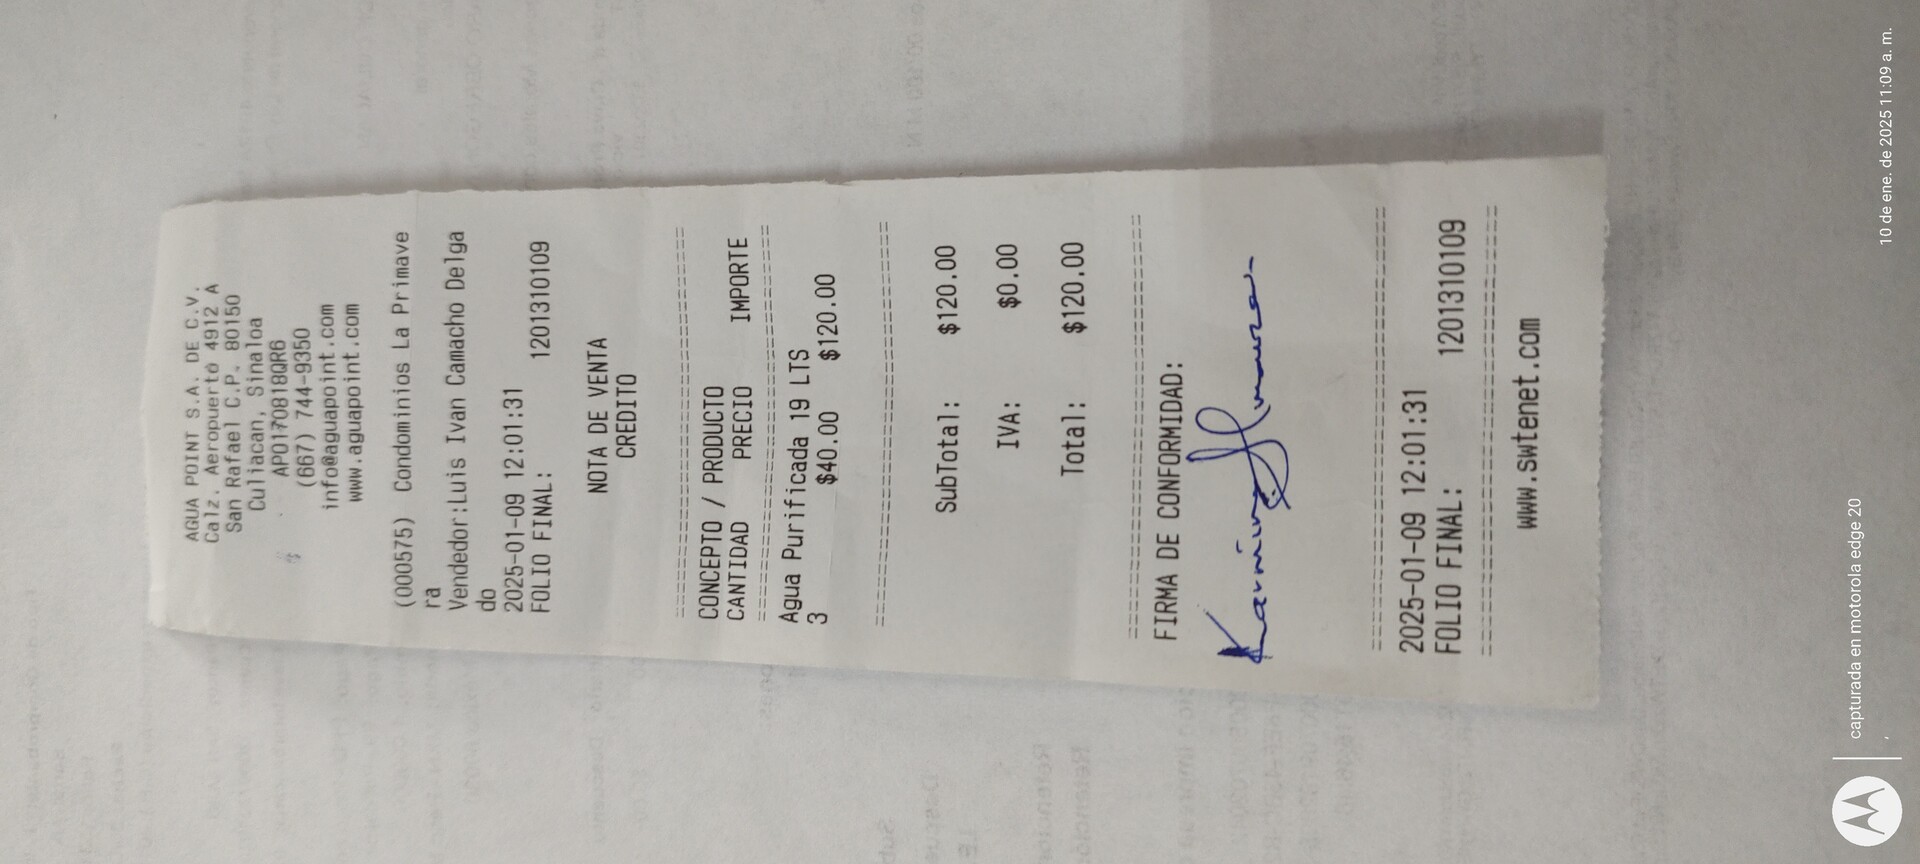 AGUA POINT S.A. DE C.V.
Calz. Aeropuerto 4912 A
San Rafael C.P. 80150
Culiacan, Sinaloa
APO170818QR6
(667) 744-9350
info@aguapoint.com
www.aguapoint.com
(000575) Condominios La Primave
ra
Vendedor:Luis Ivan Camacho Delga
do
2025-01-09 12:01:31
FOLIO FINAL: 1201310109
NOTA DE VENTA
CREDITO
================================
CONCEPTO / PRODUCTO
CANTIDAD PRECIO IMPORTE
================================
Agua Purificada 19 LTS
3 $40.00 $120.00
================================
SubTotal: $120.00
IVA: $0.00
Total: $120.00
================================
FIRMA DE CONFORMIDAD:
================================
2025-01-09 12:01:31
FOLIO FINAL: 1201310109
================================
www.swtenet.com
capturada en motorola edge 20
10 de ene. de 2025 11:09 a. m.